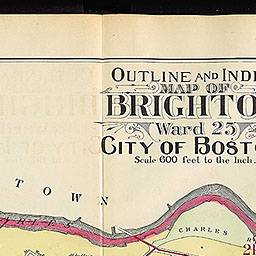 OUTLINE AND INDE
MAP OF
BRIGHTO
Ward 25
CITY OF BOSTO
Scale 600 feet to the Inch.
TOWN
CHARLES